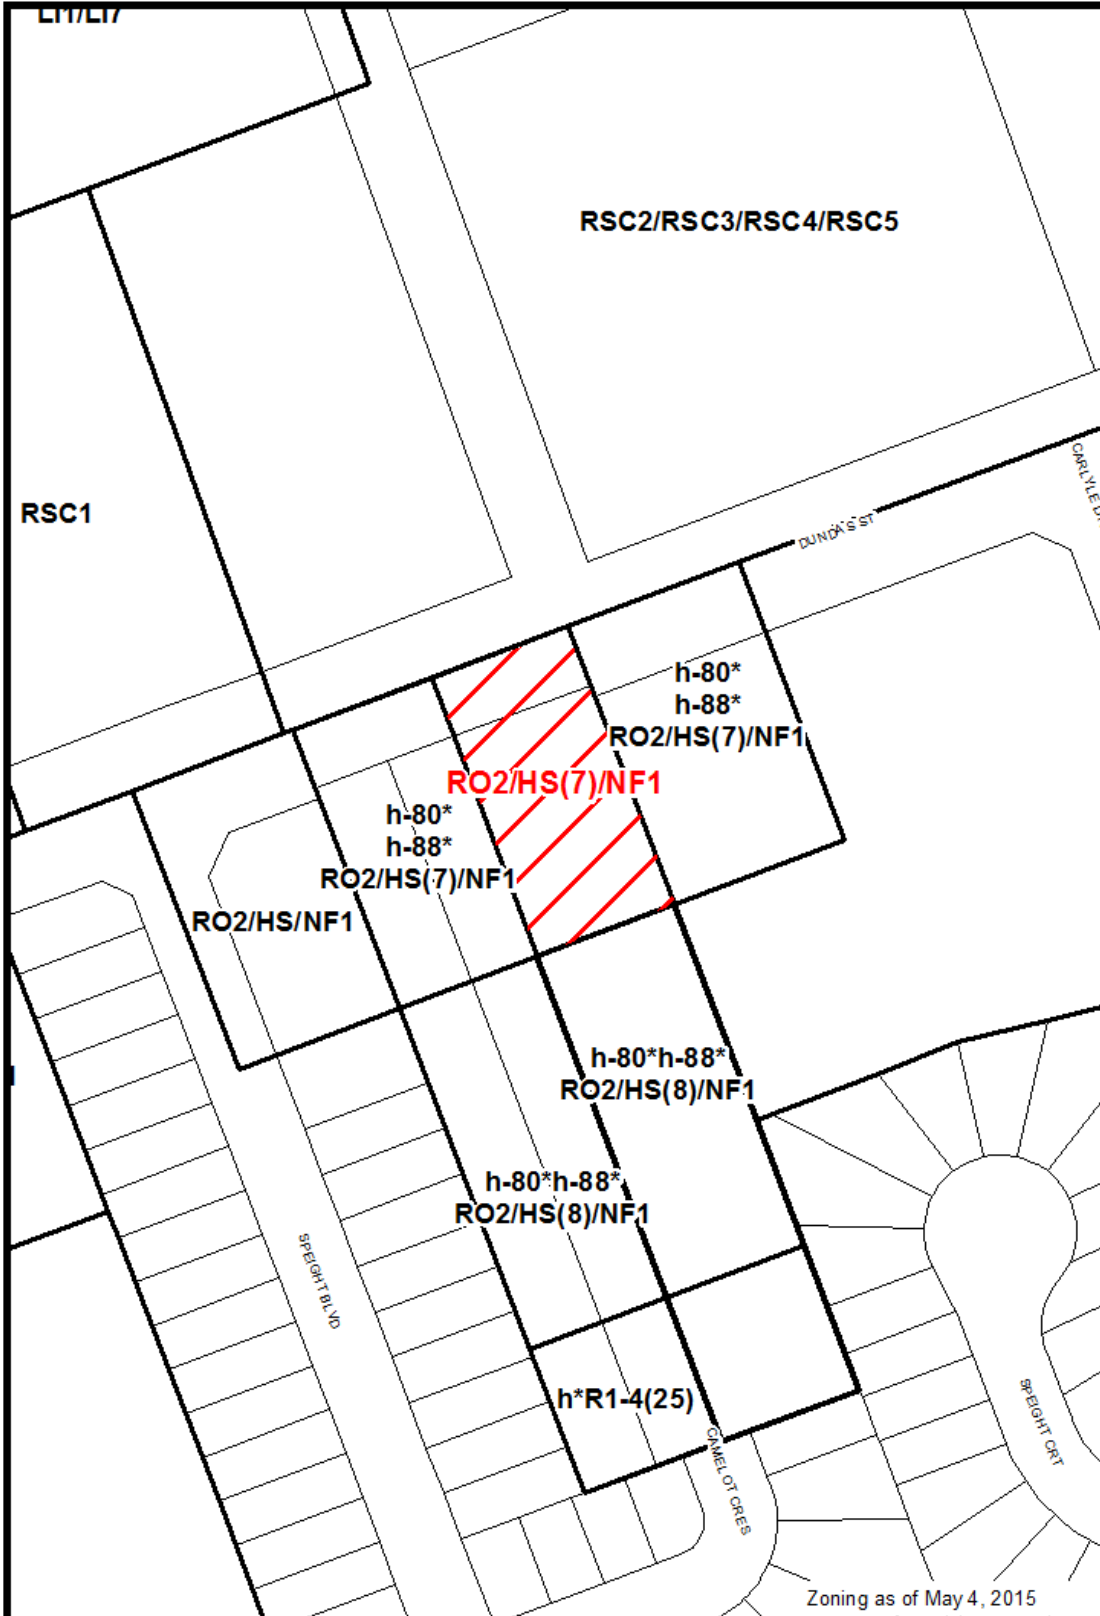 LI1/LI7
RSC2/RSC3/RSC4/RSC5
RSC1
CARLYLE
DUNDAS ST
h-80*
h-88*
RO2/HS(7)/NF1
RO2/HS(7)/NF1
h-80*
h-88*
RO2/HS(7)/NF1
RO2/HS/NF1
h-80*h-88*
RO2/HS(8)/NF1
h-80*h-88*
RO2/HS(8)/NF1
SPEIGHT BLVD
h*R1-4(25)
SPEIGHT CRT
CAMELOT CRES
Zoning as of May 4, 2015